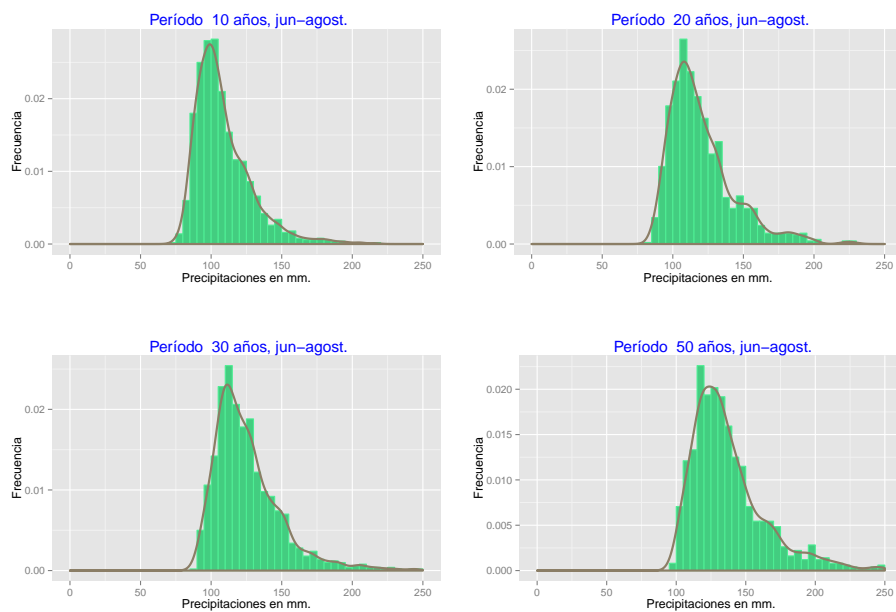 Período 10 años, jun−agost.
Frecuencia
0.02
0.01
0.00
0 50 100 150 200 250
Precipitaciones en mm.
Período 20 años, jun−agost.
Frecuencia
0.02
0.01
0.00
0 50 100 150 200 250
Precipitaciones en mm.
Período 30 años, jun−agost.
Frecuencia
0.02
0.01
0.00
0 50 100 150 200 250
Precipitaciones en mm.
Período 50 años, jun−agost.
Frecuencia
0.020
0.015
0.010
0.005
0.000
0 50 100 150 200 250
Precipitaciones en mm.